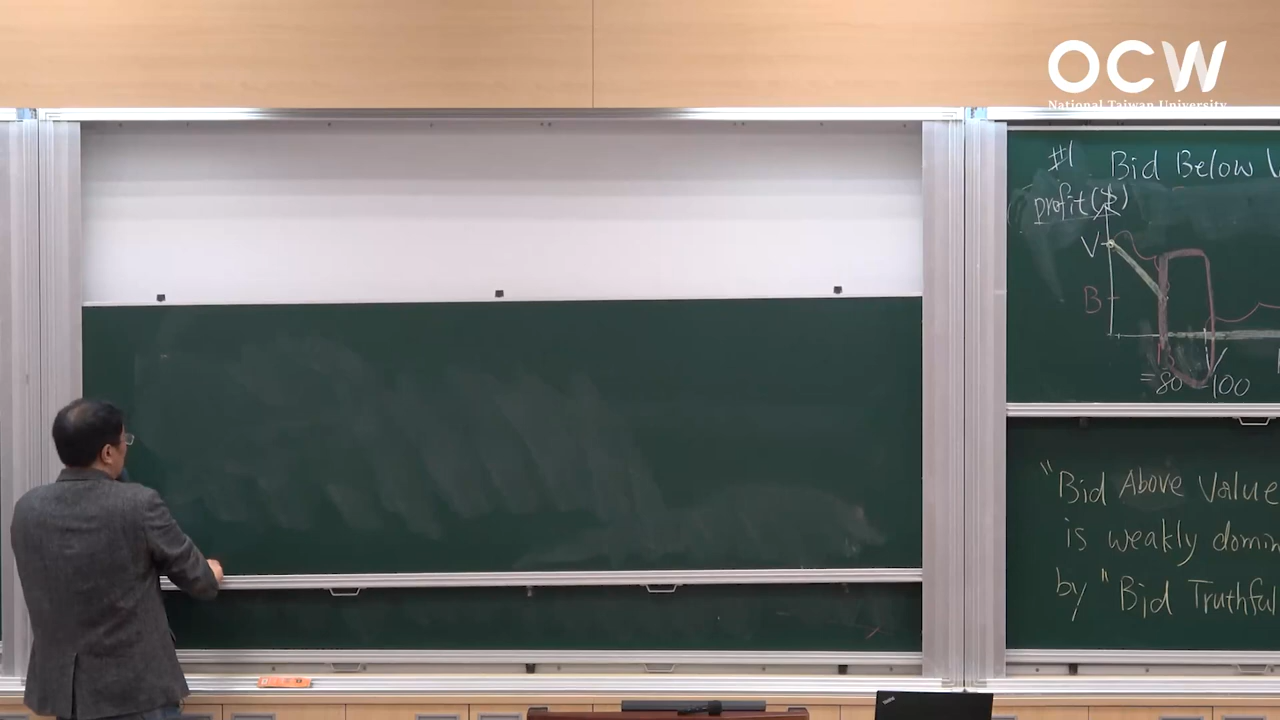 OCW
National Taiwan University
#1 Bid Below V
profit($)
V
B
= 80 100
"Bid Above Value
is weakly domin
by "Bid Truthful